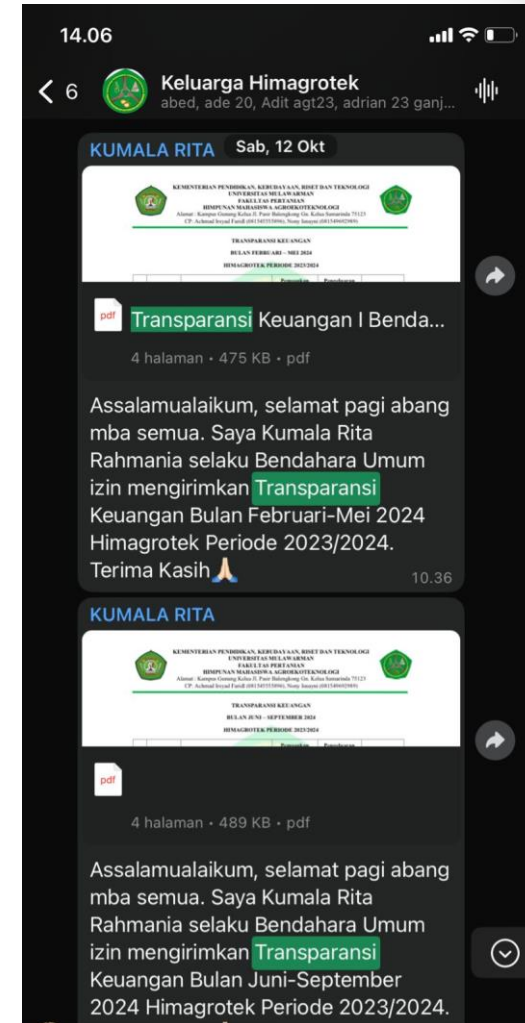 14.06
6
Keluarga Himagrotek
abed, ade 20, Adit agt23, adrian 23 ganj...
KUMALA RITA
Sab, 12 Okt
KEMENTERIAN PENDIDIKAN, KEBUDAYAAN, RISET DAN TEKNOLOGI
UNIVERSITAS MULAWARMAN
FAKULTAS PERTANIAN
HIMPUNAN MAHASISWA AGROEKOTEKNOLOGI
TRANSPARANSI KEUANGAN
BULAN FEBRUARI – MEI 2024
HIMAGROTEK PERIODE 2023/2024
Pemasukan Pengeluaran
pdf
Transparansi Keuangan I Benda...
4 halaman • 475 KB • pdf
Assalamualaikum, selamat pagi abang
mba semua. Saya Kumala Rita
Rahmania selaku Bendahara Umum
izin mengirimkan Transparansi
Keuangan Bulan Februari-Mei 2024
Himagrotek Periode 2023/2024.
Terima Kasih🙏🏻
10.36
KUMALA RITA
KEMENTERIAN PENDIDIKAN, KEBUDAYAAN, RISET DAN TEKNOLOGI
UNIVERSITAS MULAWARMAN
FAKULTAS PERTANIAN
HIMPUNAN MAHASISWA AGROEKOTEKNOLOGI
TRANSPARANSI KEUANGAN
BULAN JUNI – SEPTEMBER 2024
HIMAGROTEK PERIODE 2023/2024
Pemasukan Pengeluaran
pdf
4 halaman • 489 KB • pdf
Assalamualaikum, selamat pagi abang
mba semua. Saya Kumala Rita
Rahmania selaku Bendahara Umum
izin mengirimkan Transparansi
Keuangan Bulan Juni-September
2024 Himagrotek Periode 2023/2024.